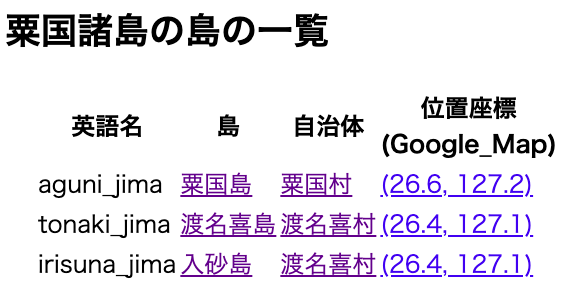 粟国諸島の島の一覧
英語名 島 自治体 位置座標
(Google_Map)
aguni_jima 粟国島 粟国村 (26.6, 127.2)
tonaki_jima 渡名喜島 渡名喜村 (26.4, 127.1)
irisuna_jima 入砂島 渡名喜村 (26.4, 127.1)